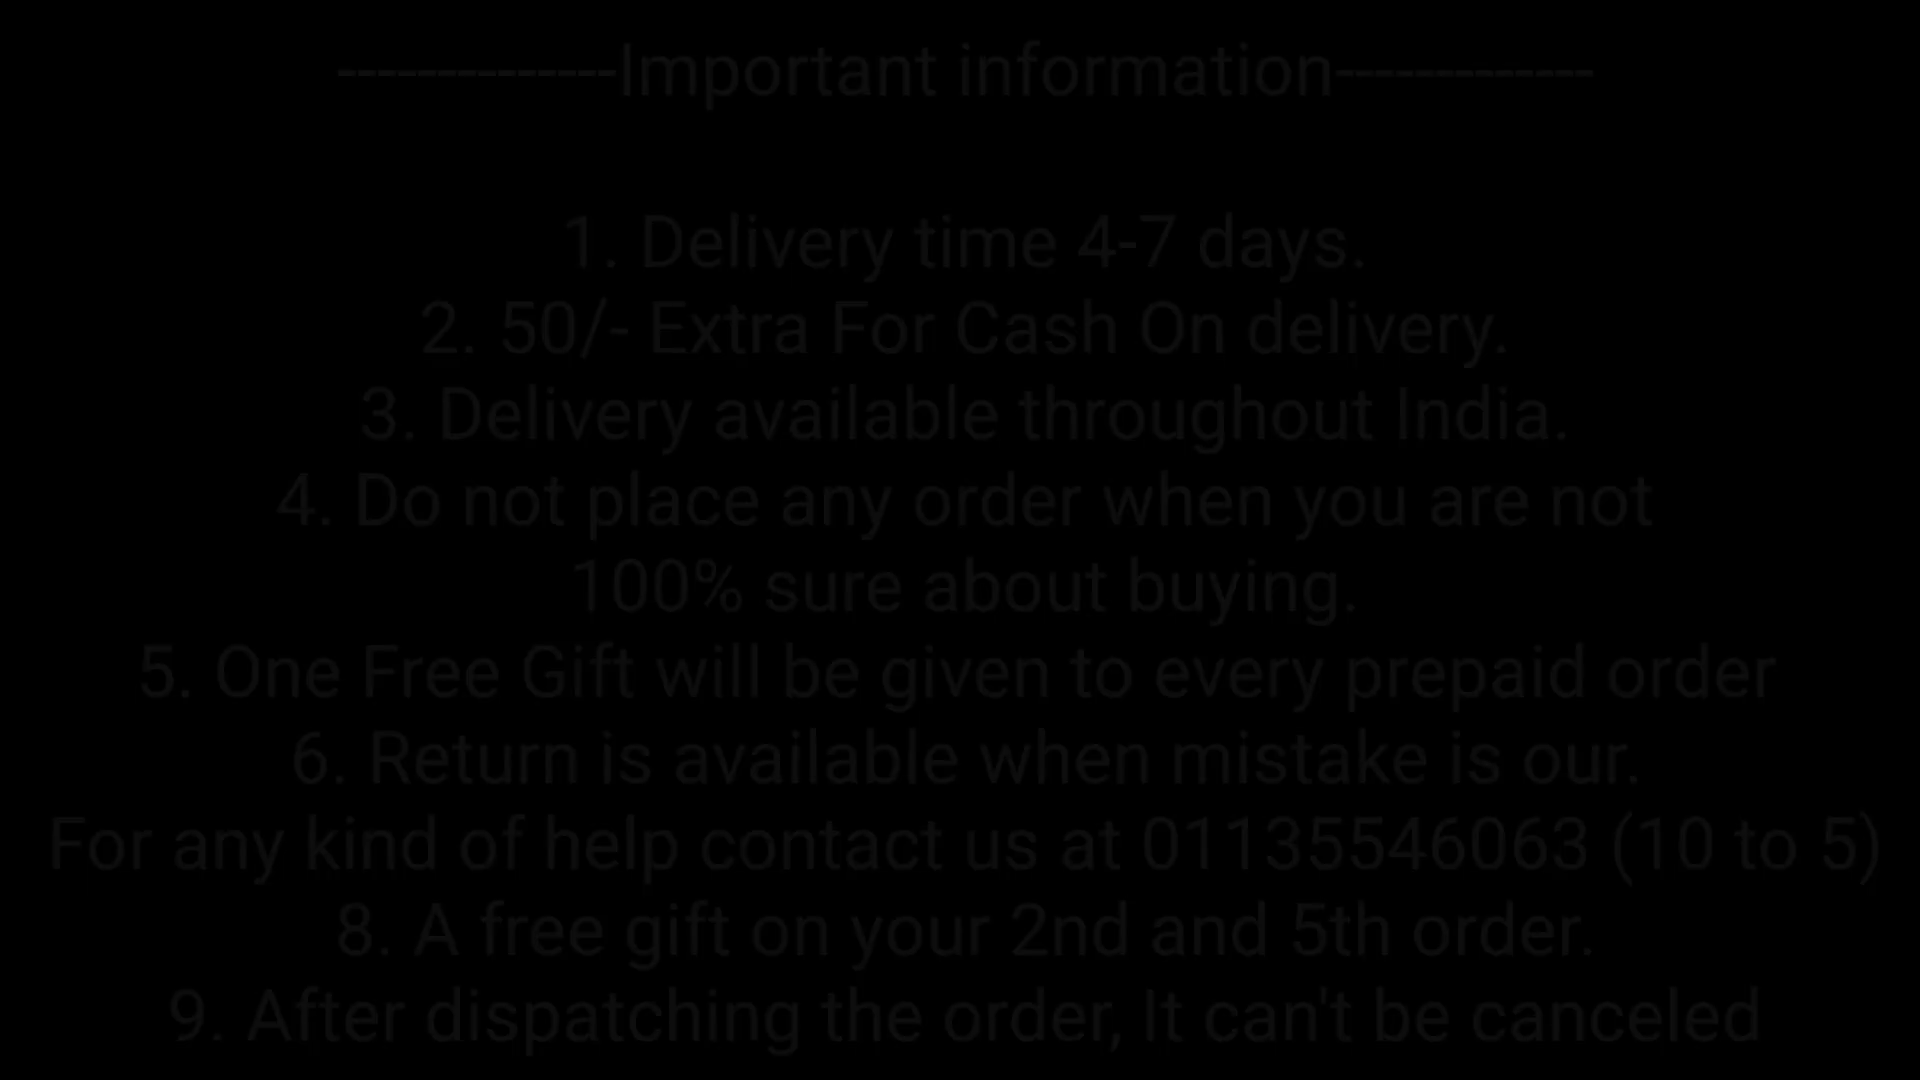 --------------Important information-------------
1. Delivery time 4-7 days.
2. 50/- Extra For Cash On delivery.
3. Delivery available throughout India.
4. Do not place any order when you are not
100% sure about buying.
5. One Free Gift will be given to every prepaid order
6. Return is available when mistake is our.
For any kind of help contact us at 01135546063 (10 to 5)
8. A free gift on your 2nd and 5th order.
9. After dispatching the order, It can't be canceled